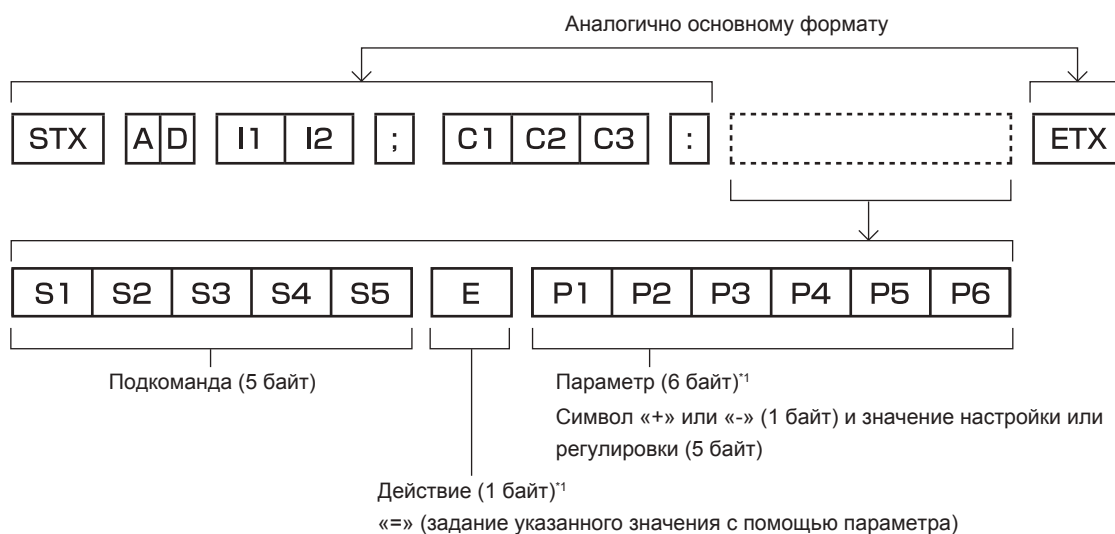 Аналогично основному формату
STX AD I1 I2 ; C1 C2 C3 : ETX
S1 S2 S3 S4 S5 E P1 P2 P3 P4 P5 P6
Подкоманда (5 байт)
Параметр (6 байт)*1
Символ «+» или «-» (1 байт) и значение настройки или
регулировки (5 байт)
Действие (1 байт)*1
«=» (задание указанного значения с помощью параметра)